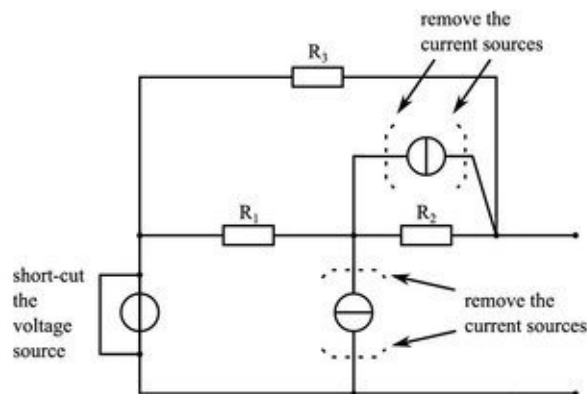 remove the
current sources
R3
R1
R2
short-cut
the
voltage
source
remove the
current sources